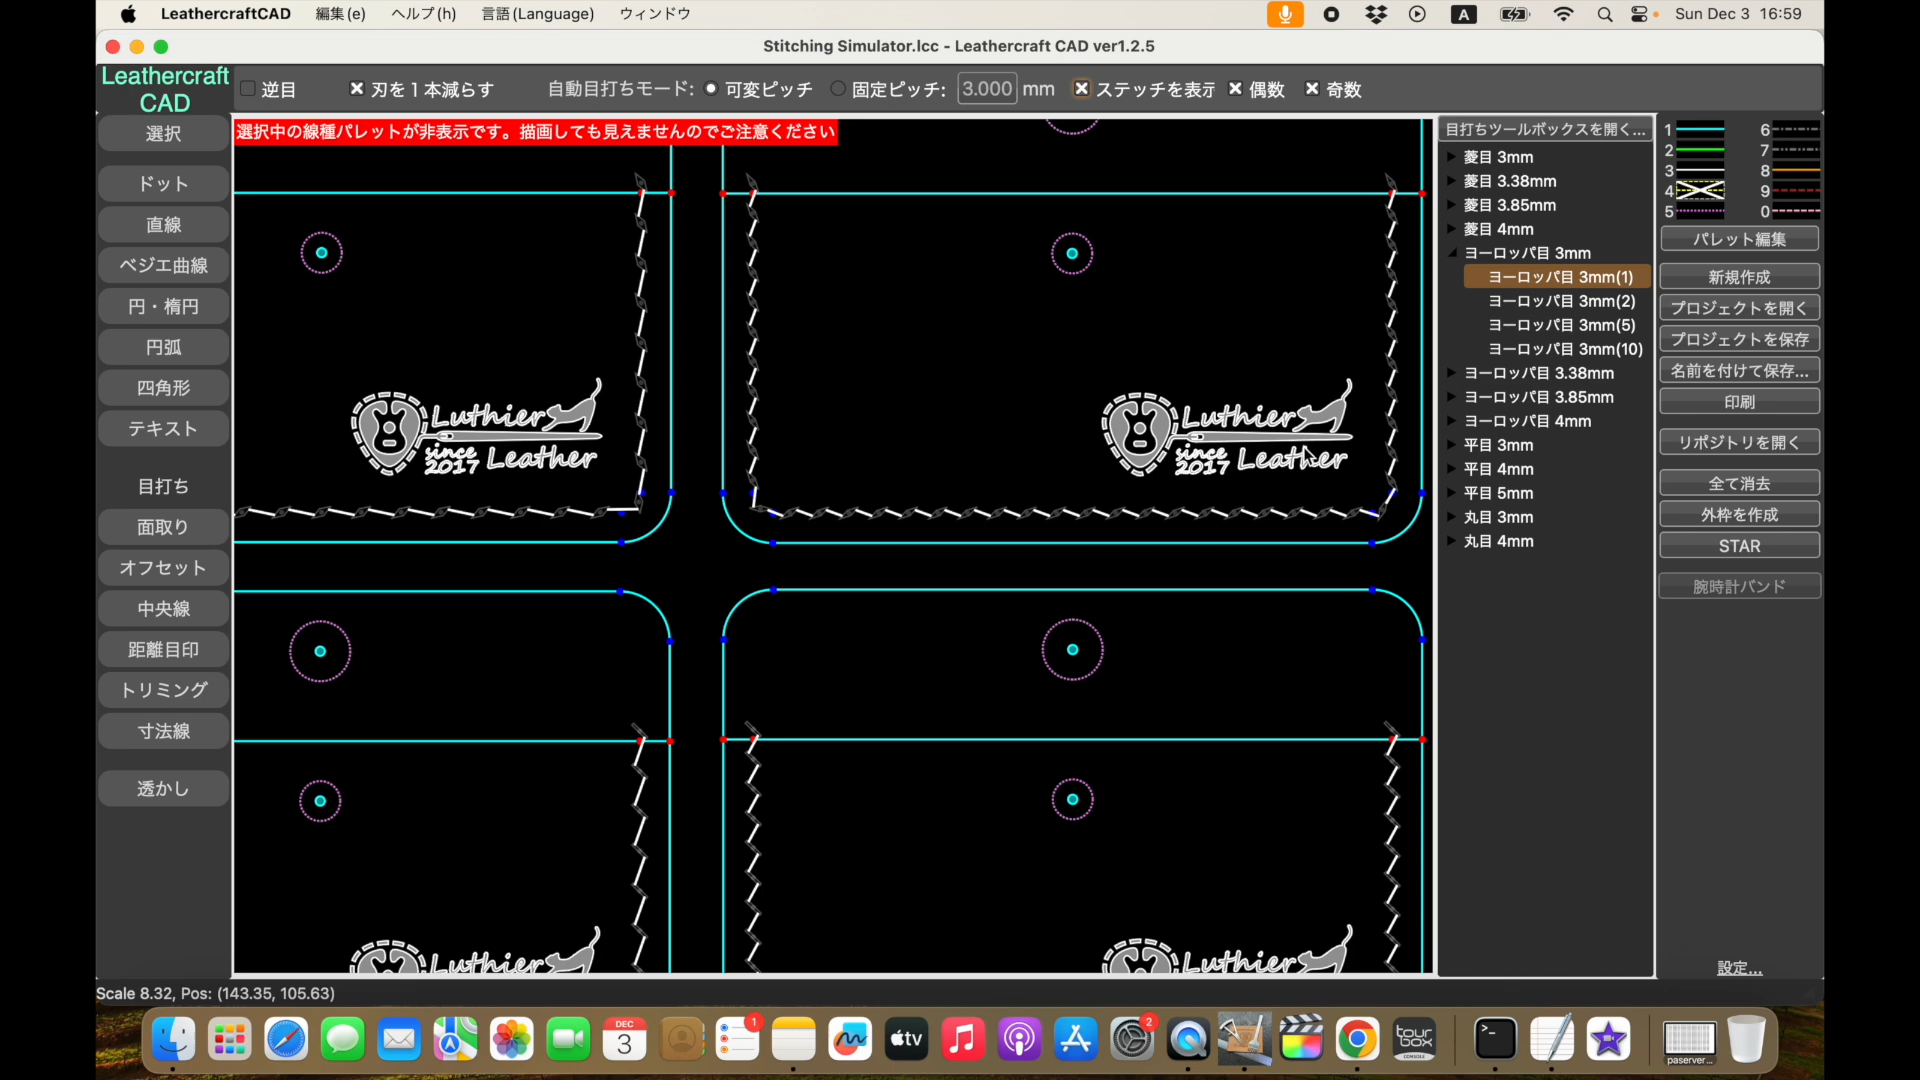 LeathercraftCAD 編集(e) ヘルプ(h) 言語(Language) ウィンドウ A Sun Dec 3 16:59
Stitching Simulator.lcc - Leathercraft CAD ver1.2.5
Leathercraft
CAD
逆目 刃を1本減らす 自動目打ちモード: 可変ピッチ 固定ピッチ: 3.000 mm ステッチを表示 偶数 奇数
選択中の線種パレットが非表示です。描画しても見えませんのでご注意ください
選択
ドット
直線
ベジエ曲線
円・楕円
円弧
四角形
テキスト
目打ち
面取り
オフセット
中央線
距離目印
トリミング
寸法線
透かし
Luthier
since
2017 Leather
Luthier
since
2017 Leather
Luthier
Luthier
目打ちツールボックスを開く...
菱目 3mm
菱目 3.38mm
菱目 3.85mm
菱目 4mm
ヨーロッパ目 3mm
ヨーロッパ目 3mm(1)
ヨーロッパ目 3mm(2)
ヨーロッパ目 3mm(5)
ヨーロッパ目 3mm(10)
ヨーロッパ目 3.38mm
ヨーロッパ目 3.85mm
ヨーロッパ目 4mm
平目 3mm
平目 4mm
平目 5mm
丸目 3mm
丸目 4mm
1 6
2 7
3 8
4 9
5 0
パレット編集
新規作成
プロジェクトを開く
プロジェクトを保存
名前を付けて保存...
印刷
リポジトリを開く
全て消去
外枠を作成
STAR
腕時計バンド
設定...
Scale 8.32, Pos: (143.35, 105.63)
DEC
3
1
tv
2
tour
box
CONSOLE
>_
paserver...